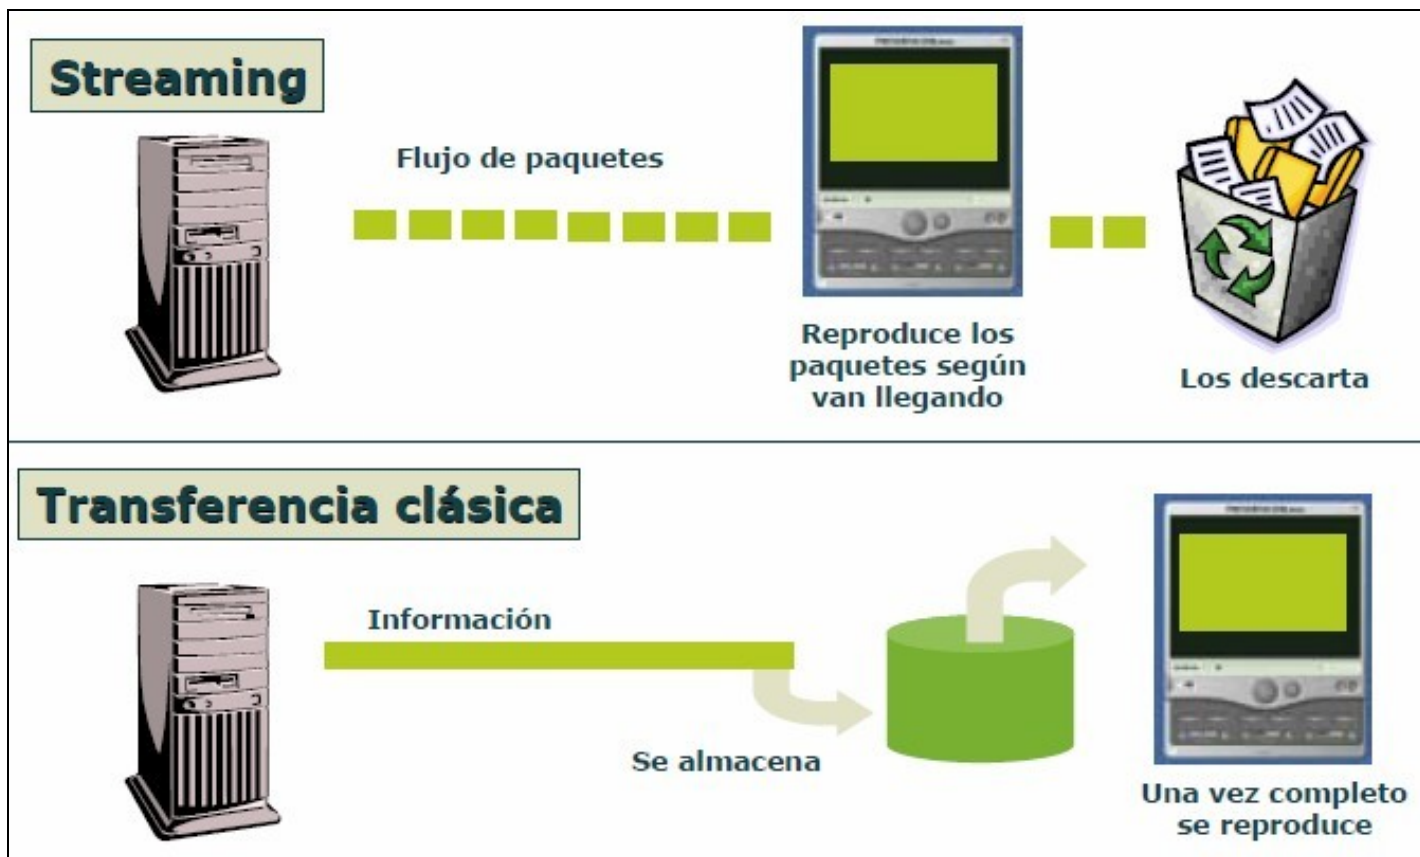 Streaming
Flujo de paquetes
Reproduce los
paquetes según
van llegando
Los descarta
Transferencia clásica
Información
Se almacena
Una vez completo
se reproduce